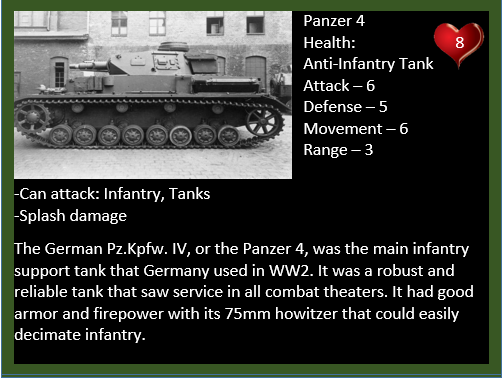 Panzer 4
Health: 8
Anti-Infantry Tank
Attack – 6
Defense – 5
Movement – 6
Range – 3
-Can attack: Infantry, Tanks
-Splash damage
The German Pz.Kpfw. IV, or the Panzer 4, was the main infantry
support tank that Germany used in WW2. It was a robust and
reliable tank that saw service in all combat theaters. It had good
armor and firepower with its 75mm howitzer that could easily
decimate infantry.